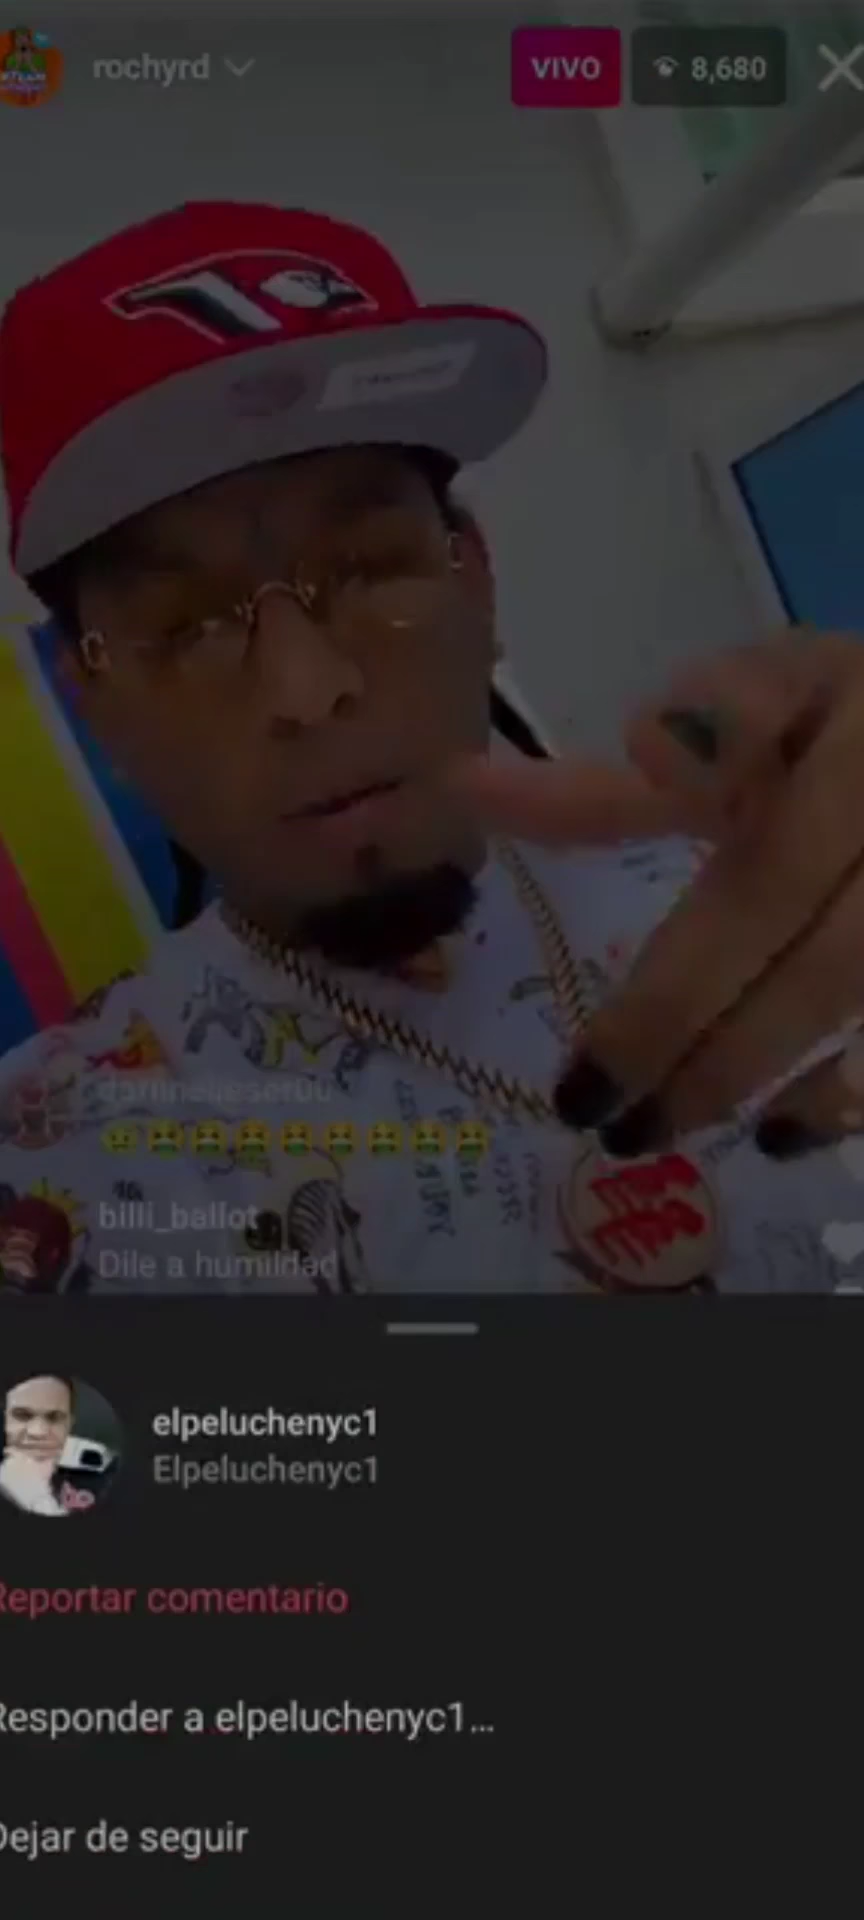 rochyrd
VIVO
8,680
billi_ballot
Dile a humildad
elpeluchenyc1
Elpeluchenyc1
Reportar comentario
Responder a elpeluchenyc1...
Dejar de seguir